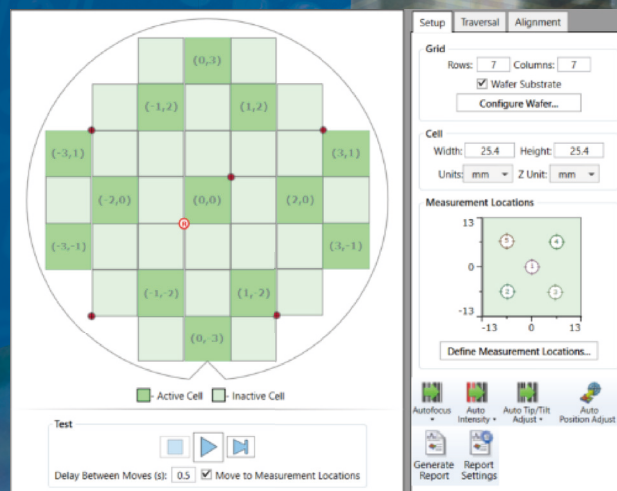 (0,3)
(-1,2) (1,2)
(-3,1) (3,1)
(-2,0) (0,0) (2,0)
R
(-3,-1) (3,-1)
(-1,-2) (1,-2)
(0,-3)
- Active Cell - Inactive Cell
Test
Delay Between Moves (s): 0.5 Move to Measurement Locations
Setup Traversal Alignment
Grid
Rows: 7 Columns: 7
Wafer Substrate
Configure Wafer...
Cell
Width: 25.4 Height: 25.4
Units: mm Z Unit: mm
Measurement Locations
13
5 4
0 1
2 3
-13
-13 0 13
Define Measurement Locations...
Autofocus Auto Intensity Auto Tip/Tilt Adjust Auto Position Adjust
Generate Report Report Settings